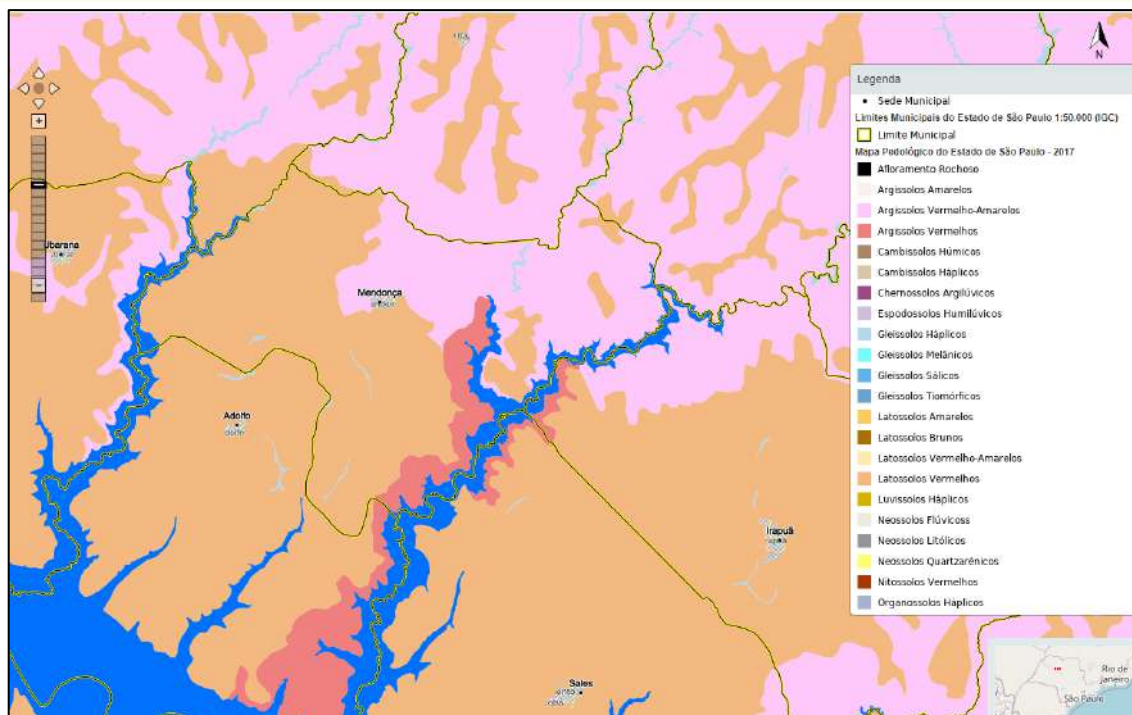 N
Legenda
Sede Municipal
Limites Municipais do Estado de São Paulo 1:50.000 (IGC)
Limite Municipal
Mapa Pedológico do Estado de São Paulo - 2017
Afloramento Rochoso
Argissolos Amarelos
Argissolos Vermelho-Amarelos
Argissolos Vermelhos
Cambissolos Húmicos
Cambissolos Háplicos
Chernossolos Argilúvicos
Espodossolos Humilúvicos
Gleissolos Háplicos
Gleissolos Melânicos
Gleissolos Sálicos
Gleissolos Tiomórficos
Latossolos Amarelos
Latossolos Brunos
Latossolos Vermelho-Amarelos
Latossolos Vermelhos
Luvissolos Háplicos
Neossolos Flúvicoss
Neossolos Litólicos
Neossolos Quartzarênicos
Nitossolos Vermelhos
Organossolos Háplicos
Ubarana
Mendonça
Adolfo
Irapuã
Sales
Rio de
Janeiro
São Paulo